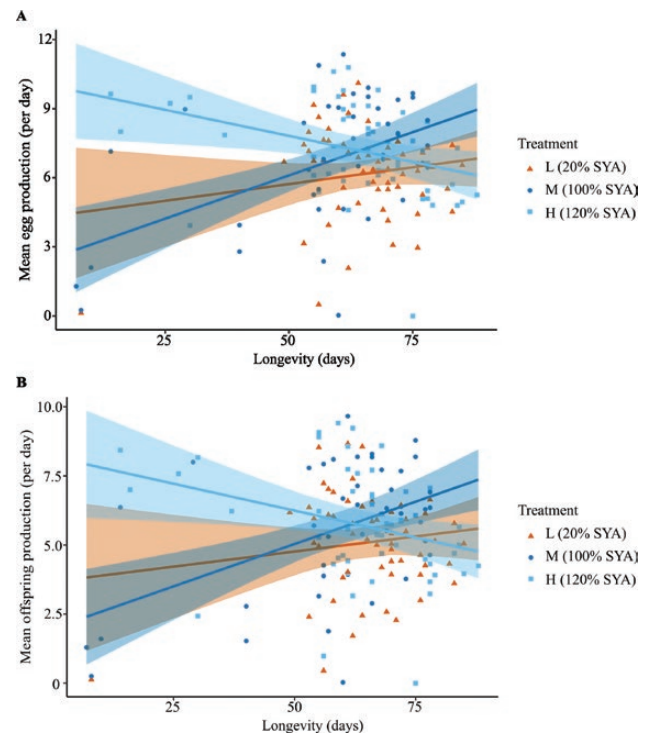 A
Mean egg production (per day)
12
9
6
3
0
25
50
75
Longevity (days)
Treatment
L (20% SYA)
M (100% SYA)
H (120% SYA)
B
Mean offspring production (per day)
10.0
7.5
5.0
2.5
0
25
50
75
Longevity (days)
Treatment
L (20% SYA)
M (100% SYA)
H (120% SYA)